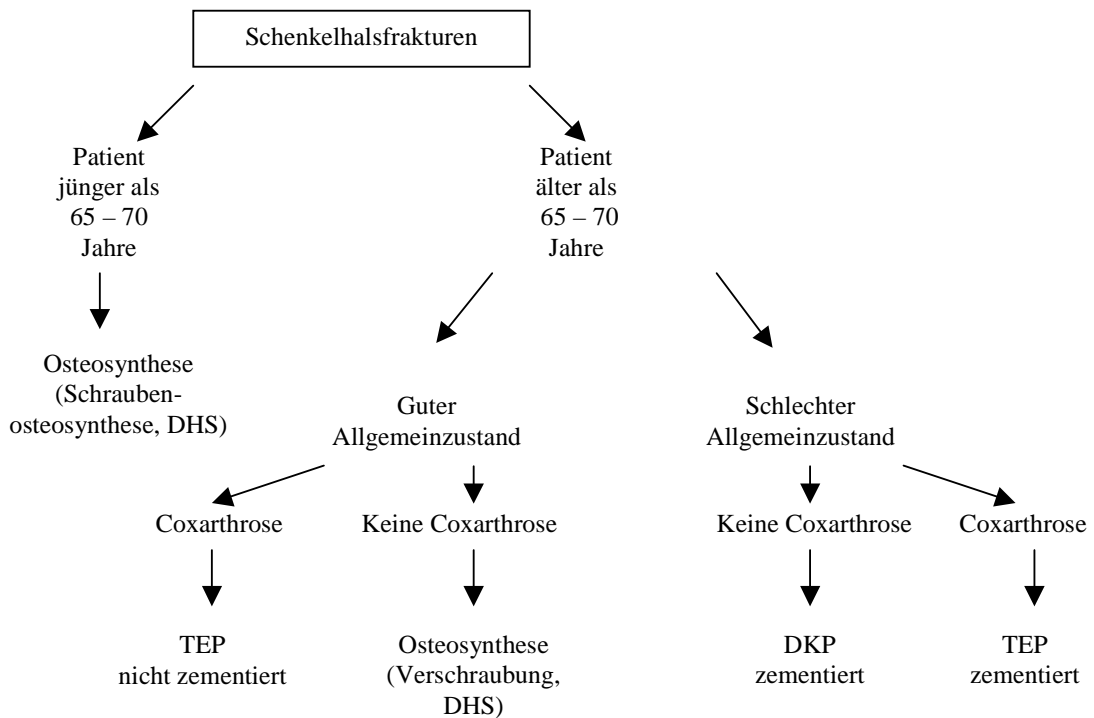 Schenkelhalsfrakturen
Patient
jünger als
65 – 70
Jahre
Patient
älter als
65 – 70
Jahre
Osteosynthese
(Schrauben-
osteosynthese, DHS)
Guter
Allgemeinzustand
Schlechter
Allgemeinzustand
Coxarthrose
Keine Coxarthrose
Keine Coxarthrose
Coxarthrose
TEP
nicht zementiert
Osteosynthese
(Verschraubung,
DHS)
DKP
zementiert
TEP
zementiert